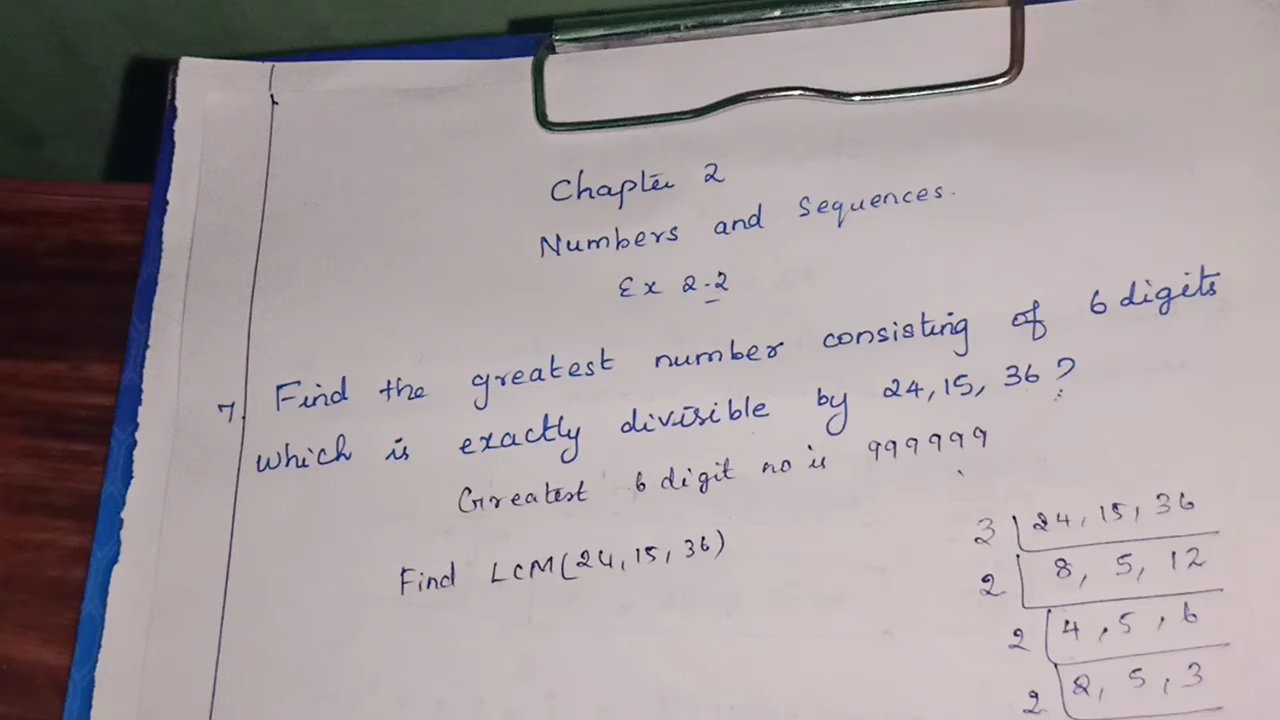 Chapter 2
Numbers and Sequences.
Ex 2.2
7. Find the greatest number consisting of 6 digits
which is exactly divisible by 24, 15, 36?
Greatest 6 digit no is 999999
Find LCM(24, 15, 36)
3 24, 15, 36
2 8, 5, 12
2 4, 5, 6
2 2, 5, 3